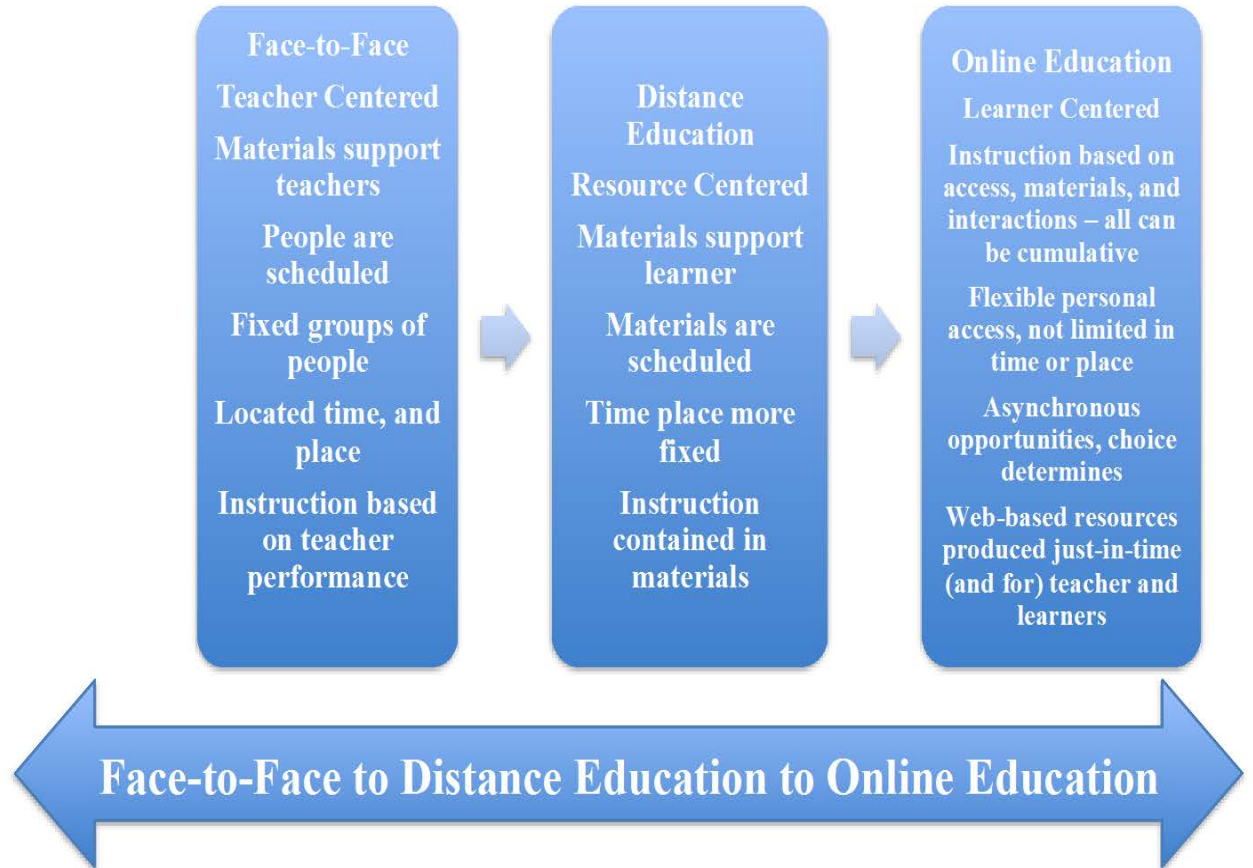 Face-to-Face
Teacher Centered
Materials support
teachers
People are
scheduled
Fixed groups of
people
Located time, and
place
Instruction based
on teacher
performance
Distance
Education
Resource Centered
Materials support
learner
Materials are
scheduled
Time place more
fixed
Instruction
contained in
materials
Online Education
Learner Centered
Instruction based on
access, materials, and
interactions – all can
be cumulative
Flexible personal
access, not limited in
time or place
Asynchronous
opportunities, choice
determines
Web-based resources
produced just-in-time
(and for) teacher and
learners
Face-to-Face to Distance Education to Online Education